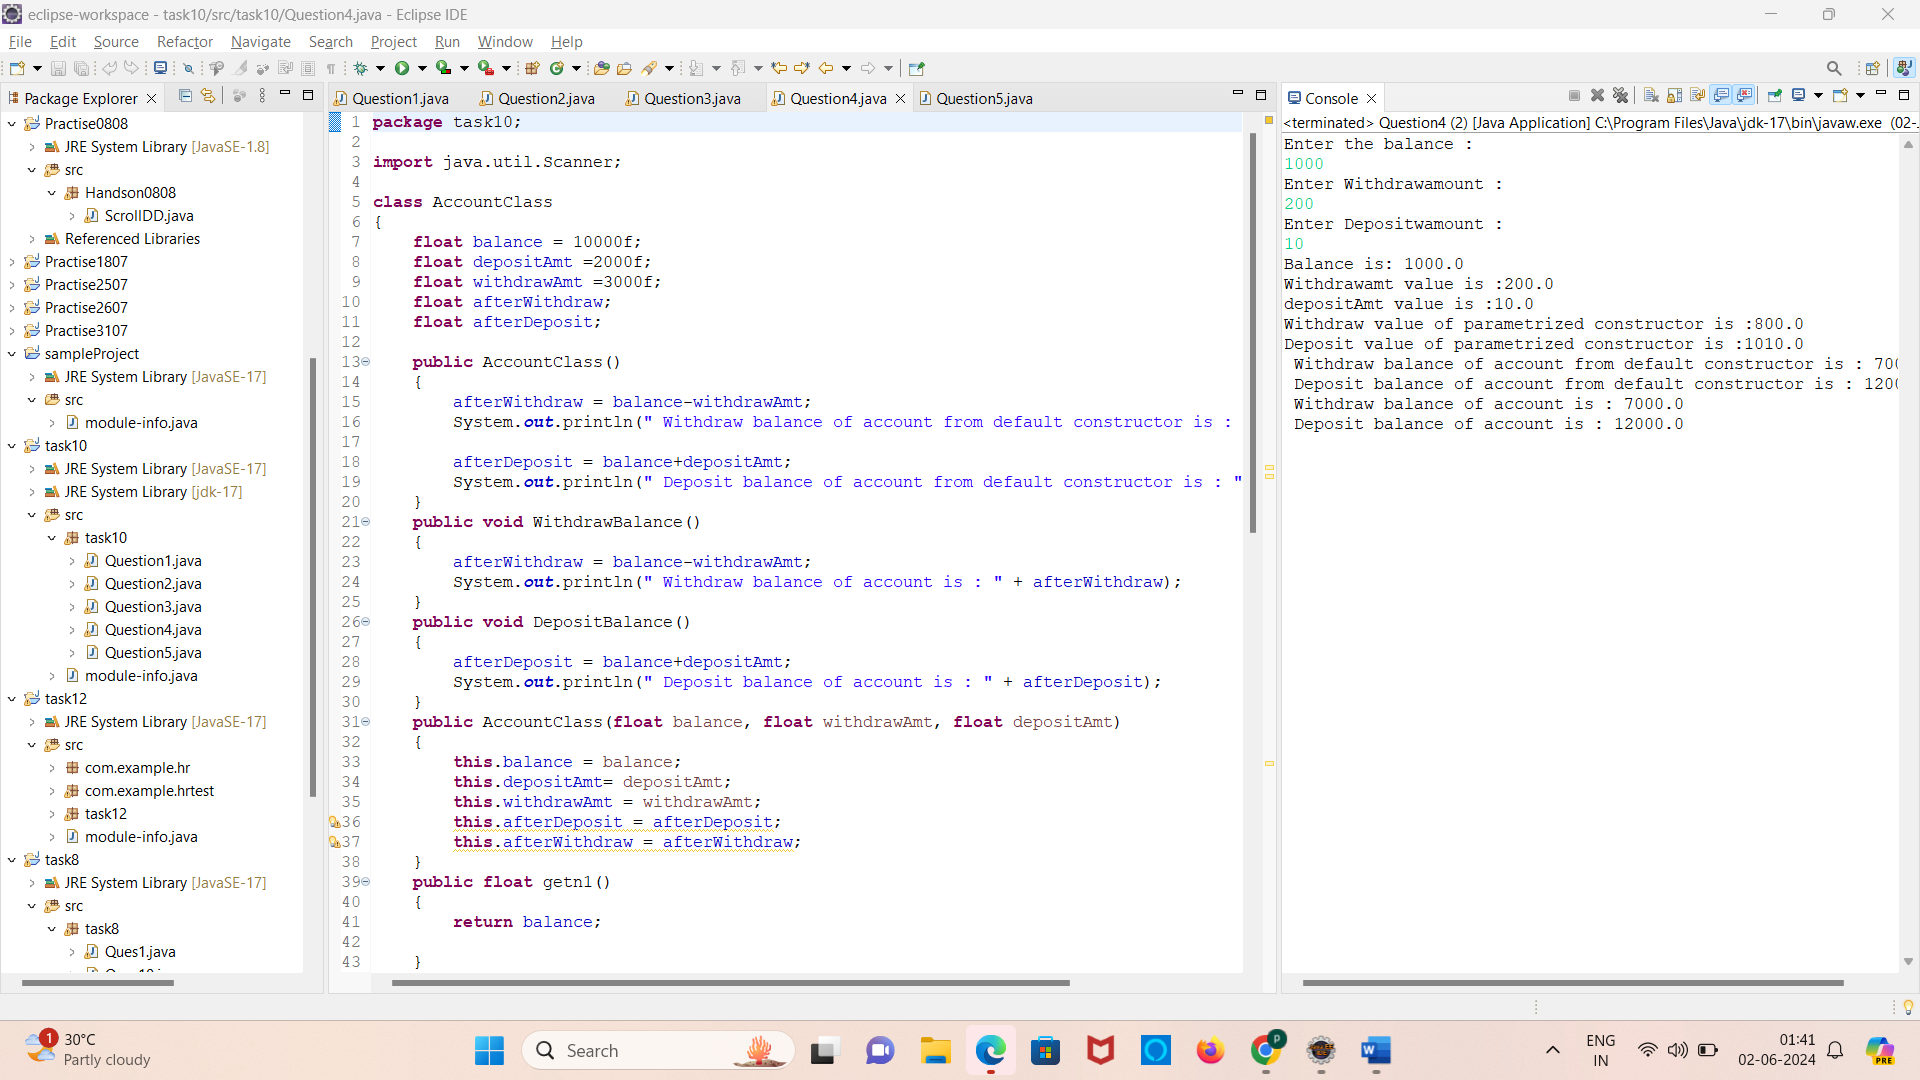 eclipse-workspace - task10/src/task10/Question4.java - Eclipse IDE
File Edit Source Refactor Navigate Search Project Run Window Help
Package Explorer
Practise0808
JRE System Library [JavaSE-1.8]
src
Handson0808
ScrollDD.java
Referenced Libraries
Practise1807
Practise2507
Practise2607
Practise3107
sampleProject
JRE System Library [JavaSE-17]
src
module-info.java
task10
JRE System Library [JavaSE-17]
JRE System Library [jdk-17]
src
task10
Question1.java
Question2.java
Question3.java
Question4.java
Question5.java
module-info.java
task12
JRE System Library [JavaSE-17]
src
com.example.hr
com.example.hrtest
task12
module-info.java
task8
JRE System Library [JavaSE-17]
src
task8
Ques1.java
Question1.java Question2.java Question3.java Question4.java Question5.java
1 package task10;
2
3 import java.util.Scanner;
4
5 class AccountClass
6 {
7 float balance = 10000f;
8 float depositAmt =2000f;
9 float withdrawAmt =3000f;
10 float afterWithdraw;
11 float afterDeposit;
12
13 public AccountClass()
14 {
15 afterWithdraw = balance-withdrawAmt;
16 System.out.println(" Withdraw balance of account from default constructor is :
17
18 afterDeposit = balance+depositAmt;
19 System.out.println(" Deposit balance of account from default constructor is : "
20 }
21 public void WithdrawBalance()
22 {
23 afterWithdraw = balance-withdrawAmt;
24 System.out.println(" Withdraw balance of account is : " + afterWithdraw);
25 }
26 public void DepositBalance()
27 {
28 afterDeposit = balance+depositAmt;
29 System.out.println(" Deposit balance of account is : " + afterDeposit);
30 }
31 public AccountClass(float balance, float withdrawAmt, float depositAmt)
32 {
33 this.balance = balance;
34 this.depositAmt= depositAmt;
35 this.withdrawAmt = withdrawAmt;
36 this.afterDeposit = afterDeposit;
37 this.afterWithdraw = afterWithdraw;
38 }
39 public float getn1()
40 {
41 return balance;
42
43 }
Console
<terminated> Question4 (2) [Java Application] C:\Program Files\Java\jdk-17\bin\javaw.exe (02-
Enter the balance :
1000
Enter Withdrawamount :
200
Enter Depositwamount :
10
Balance is: 1000.0
Withdrawamt value is :200.0
depositAmt value is :10.0
Withdraw value of parametrized constructor is :800.0
Deposit value of parametrized constructor is :1010.0
Withdraw balance of account from default constructor is : 700
Deposit balance of account from default constructor is : 1200
Withdraw balance of account is : 7000.0
Deposit balance of account is : 12000.0
1
30°C
Partly cloudy
Search
P
W
ENG
IN
01:41
02-06-2024
PRE